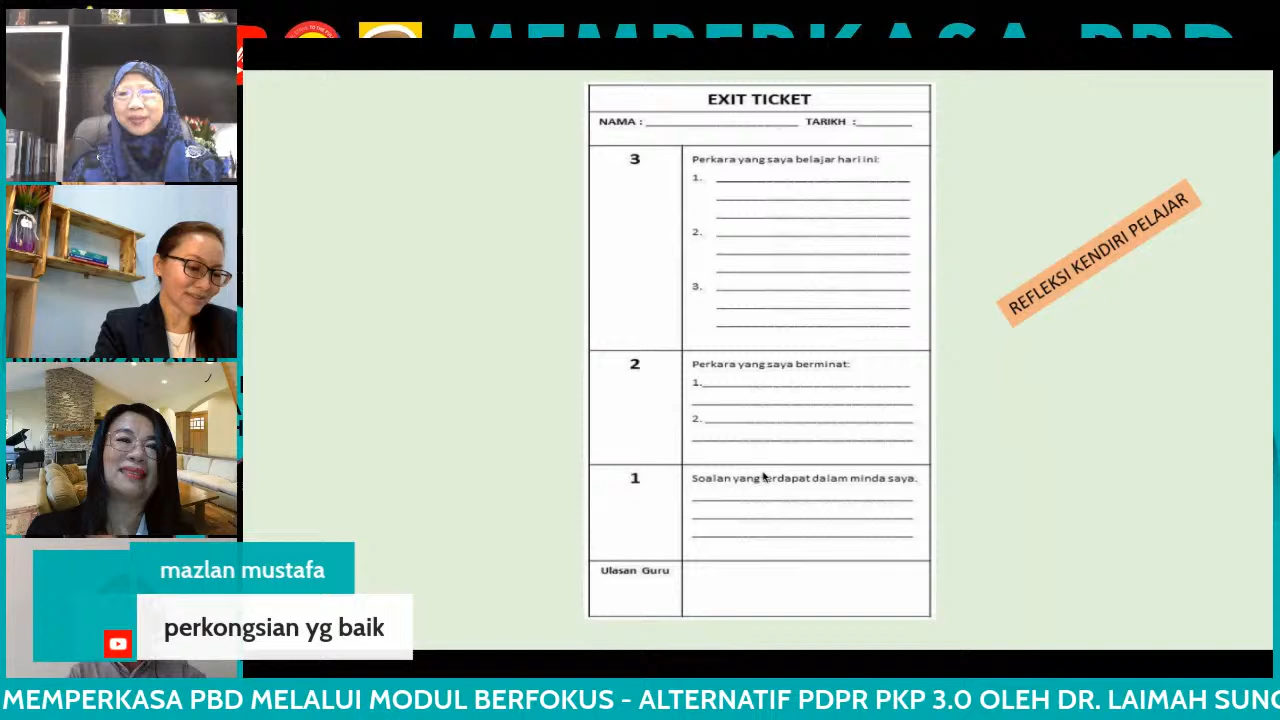 MEMPERKASA PBD
EXIT TICKET
NAMA : TARIKH :
3
Perkara yang saya belajar hari ini:
1.
2.
3.
2
Perkara yang saya berminat:
1.
2.
1
Soalan yang terdapat dalam minda saya.
Ulasan Guru
REFLEKSI KENDIRI PELAJAR
mazlan mustafa
perkongsian yg baik
MEMPERKASA PBD MELALUI MODUL BERFOKUS - ALTERNATIF PDPR PKP 3.0 OLEH DR. LAIMAH SUNG